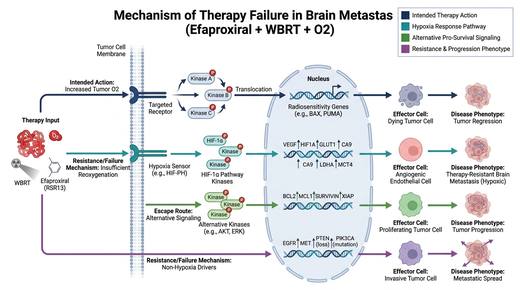 Mechanism of Therapy Failure in Brain Metastas
(Efaproxiral + WBRT + O2)
Intended Therapy Action
Hypoxia Response Pathway
Alternative Pro-Survival Signaling
Resistance & Progression Phenotype
Tumor Cell
Membrane
Intended Action:
Increased Tumor O2
Targeted
Receptor
Kinase A
Kinase B
Kinase C
P
P
P
Translocation
Nucleus
Radiosensitivity Genes
(e.g., BAX, PUMA)
Effector Cell:
Dying Tumor Cell
Disease Phenotype:
Tumor Regression
Therapy Input
WBRT
Efaproxiral
(RSR13)
Resistance/Failure
Mechanism: Insufficient
Reoxygenation
Hypoxia Sensor
(e.g., HIF-PH)
HIF-1α
HIF-1α
P
P
HIF-1α Pathway
Kinases
VEGF↑HIF1A↑GLUT1↑CA9
↑CA9 ↑LDHA ↑MCT4
Effector Cell:
Angiogenic
Endothelial Cell
Disease Phenotype:
Therapy-Resistant Brain
Metastasis (Hypoxic)
Escape Route:
Alternative Signaling
Kinases
Kinases
Kinases
P
P
P
Alternative Kinases
(e.g., AKT, ERK)
BCL2↑MCL1↑SURVIVIN↑XIAP
Effector Cell:
Proliferating Tumor Cell
Disease Phenotype:
Tumor Progression
Resistance/Failure Mechanism:
Non-Hypoxia Drivers
EGFR↑MET↑ PTEN (loss) ↑ PIK3CA (mutation)
Effector Cell:
Invasive Tumor Cell
Disease Phenotype:
Metastatic Spread